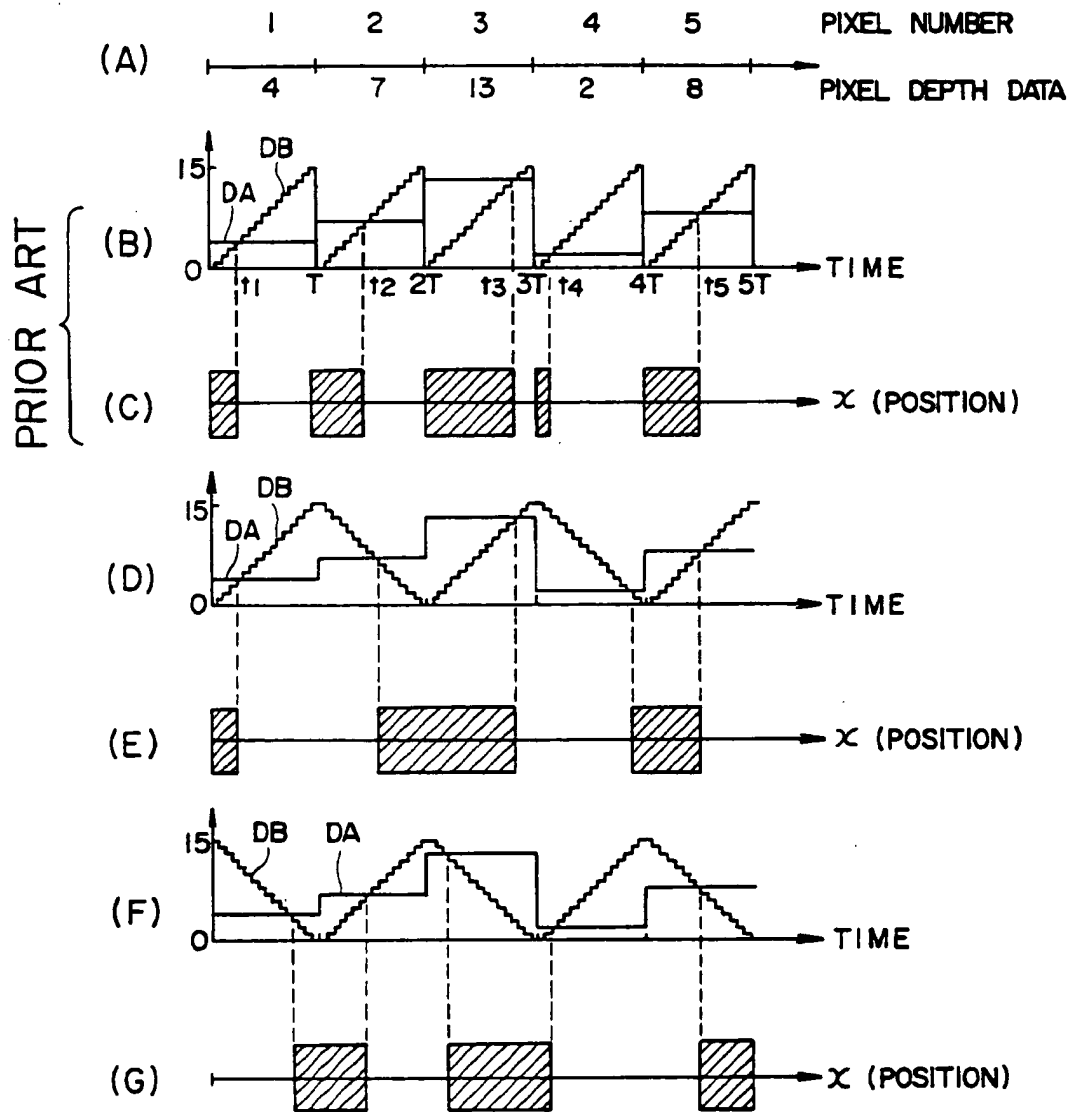 1 2 3 4 5 PIXEL NUMBER
(A)
4 7 13 2 8 PIXEL DEPTH DATA
PRIOR ART
(B)
15
DB
DA
0
t1 T t2 2T t3 3T t4 4T t5 5T TIME
(C)
x (POSITION)
(D)
15
DB
DA
0
TIME
(E)
x (POSITION)
(F)
15
DB DA
0
TIME
(G)
x (POSITION)